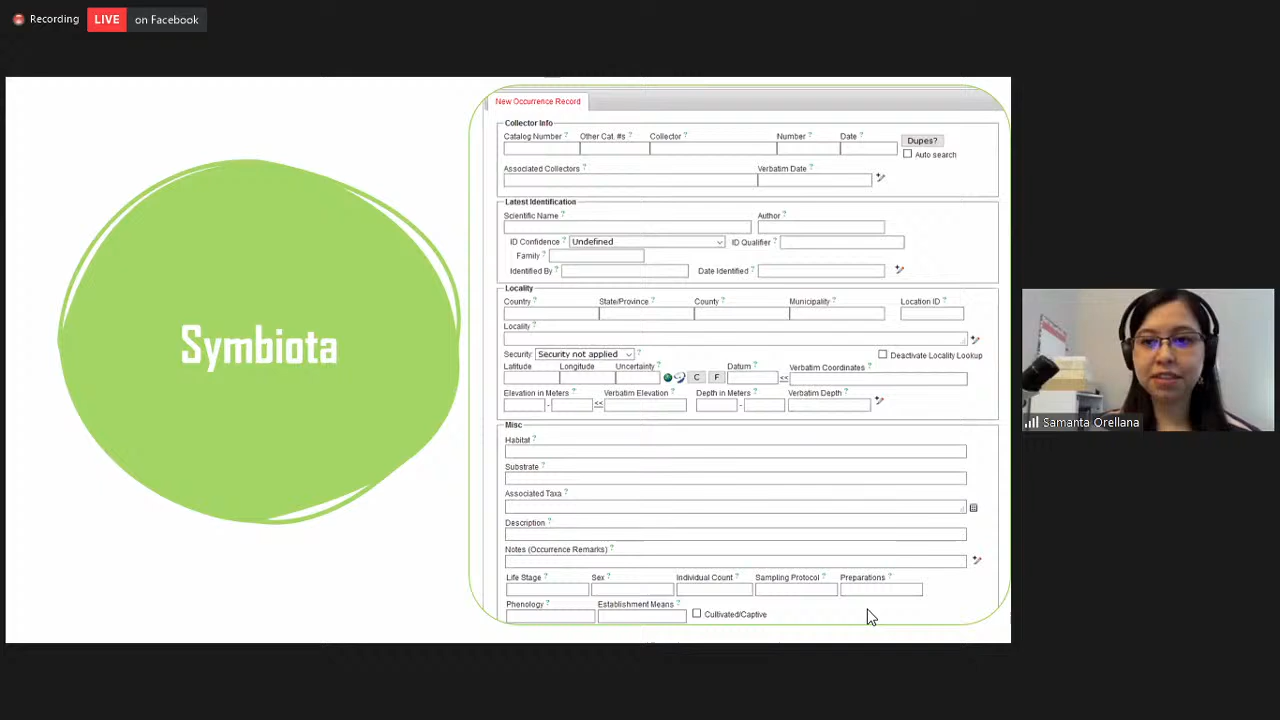 Recording LIVE on Facebook
Symbiota
New Occurrence Record
Collector Info
Catalog Number ? Other Cat. #s ? Collector ? Number ? Date ? Dupes?
Auto search
Associated Collectors ? Verbatim Date ?
Latest Identification
Scientific Name ? Author ?
ID Confidence ? Undefined ID Qualifier ?
Family ?
Identified By ? Date Identified ?
Locality
Country ? State/Province ? County ? Municipality ? Location ID ?
Locality ?
Security: Security not applied ? Deactivate Locality Lookup
Latitude Longitude Uncertainty ? C F Datum ? << Verbatim Coordinates ?
Elevation in Meters ? - << Verbatim Elevation ? Depth in Meters ? - Verbatim Depth ?
Misc
Habitat ?
Substrate ?
Associated Taxa ?
Description ?
Notes (Occurrence Remarks) ?
Life Stage ? Sex ? Individual Count ? Sampling Protocol ? Preparations ?
Phenology ? Establishment Means ? Cultivated/Captive
Samanta Orellana